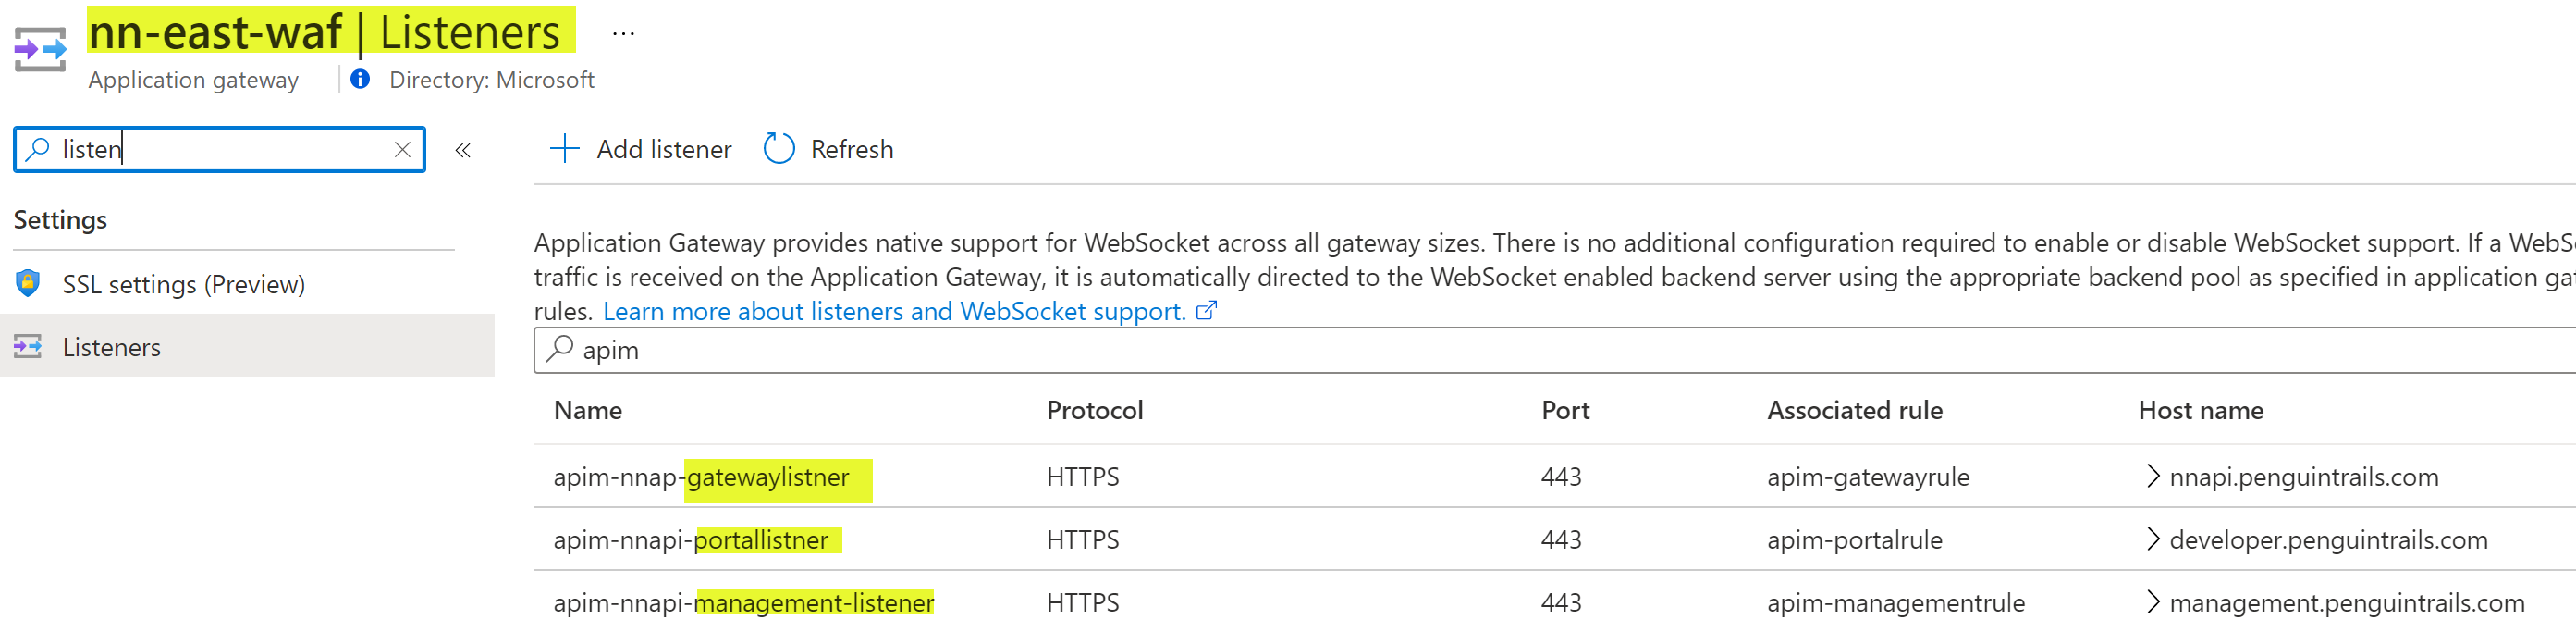 nn-east-waf | Listeners ...
Application gateway Directory: Microsoft
listen
Add listener Refresh
Settings
SSL settings (Preview)
Listeners
Application Gateway provides native support for WebSocket across all gateway sizes. There is no additional configuration required to enable or disable WebSocket support. If a WebS
traffic is received on the Application Gateway, it is automatically directed to the WebSocket enabled backend server using the appropriate backend pool as specified in application ga
rules. Learn more about listeners and WebSocket support.
apim
Name Protocol Port Associated rule Host name
apim-nnap-gatewaylistner HTTPS 443 apim-gatewayrule nnapi.penguintrails.com
apim-nnapi-portallistner HTTPS 443 apim-portalrule developer.penguintrails.com
apim-nnapi-management-listener HTTPS 443 apim-managementrule management.penguintrails.com